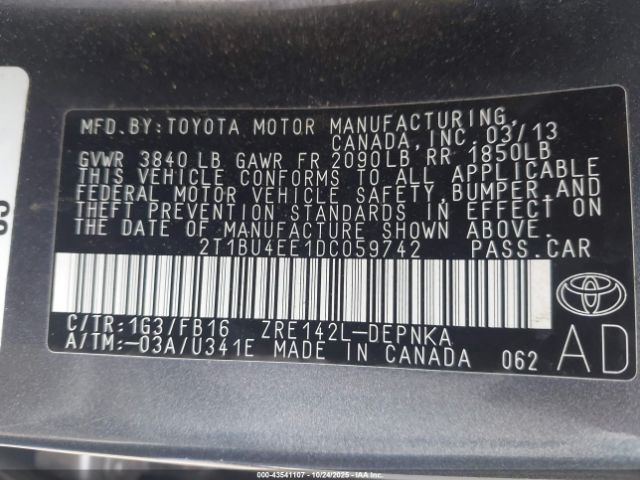 MFD. BY: TOYOTA MOTOR MANUFACTURING,
CANADA, INC. 03/13
GVWR 3840 LB GAWR FR 2090LB RR 1850LB
THIS VEHICLE CONFORMS TO ALL APPLICABLE
FEDERAL MOTOR VEHICLE SAFETY, BUMPER, AND
THEFT PREVENTION STANDARDS IN EFFECT ON
THE DATE OF MANUFACTURE SHOWN ABOVE.
2T1BU4EE1DC059742 PASS.CAR
C/TR: 1G3/FB16 ZRE142L-DEPNKA
A/TM: -03A/U341E MADE IN CANADA 062
AD
000-43541107 - 10/24/2025 - COPYRIGHT IAA, LLC